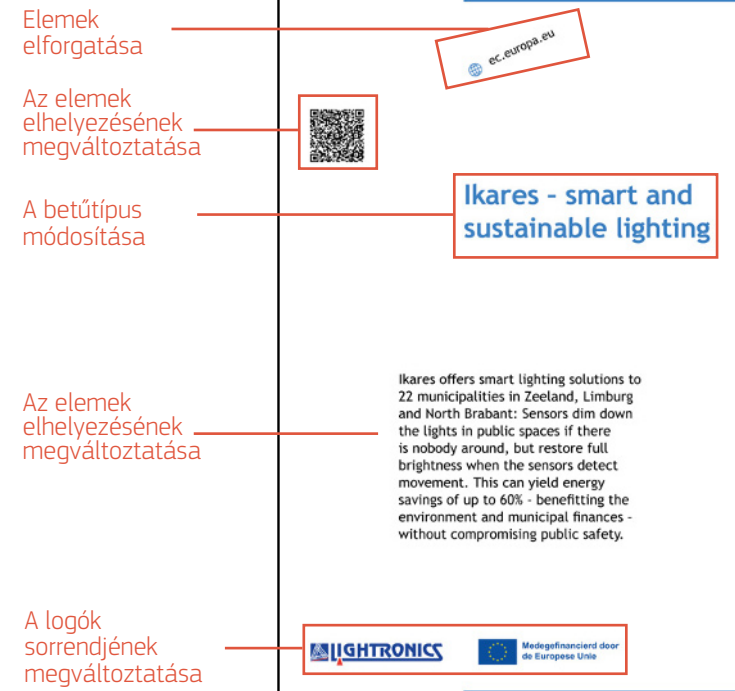 Elemek
elforgatása
ec.europa.eu
Az elemek
elhelyezésének
megváltoztatása
A betűtípus
módosítása
Ikares - smart and
sustainable lighting
Az elemek
elhelyezésének
megváltoztatása
Ikares offers smart lighting solutions to
22 municipalities in Zeeland, Limburg
and North Brabant: Sensors dim down
the lights in public spaces if there
is nobody around, but restore full
brightness when the sensors detect
movement. This can yield energy
savings of up to 60% - benefitting the
environment and municipal finances -
without compromising public safety.
A logók
sorrendjének
megváltoztatása
LIGHTRONICS
Medegefinancierd door
de Europese Unie